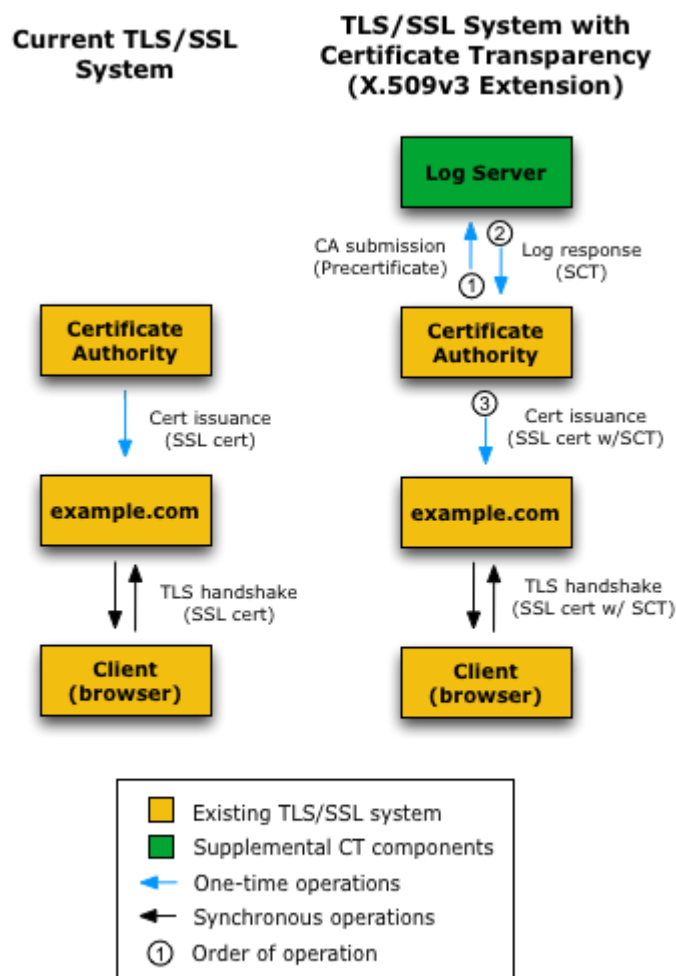 Current TLS/SSL
System
TLS/SSL System with
Certificate Transparency
(X.509v3 Extension)
Certificate
Authority
Cert issuance
(SSL cert)
example.com
TLS handshake
(SSL cert)
Client
(browser)
Log Server
CA submission
(Precertificate)
1
2
Log response
(SCT)
Certificate
Authority
3
Cert issuance
(SSL cert w/SCT)
example.com
TLS handshake
(SSL cert w/ SCT)
Client
(browser)
Existing TLS/SSL system
Supplemental CT components
One-time operations
Synchronous operations
1 Order of operation